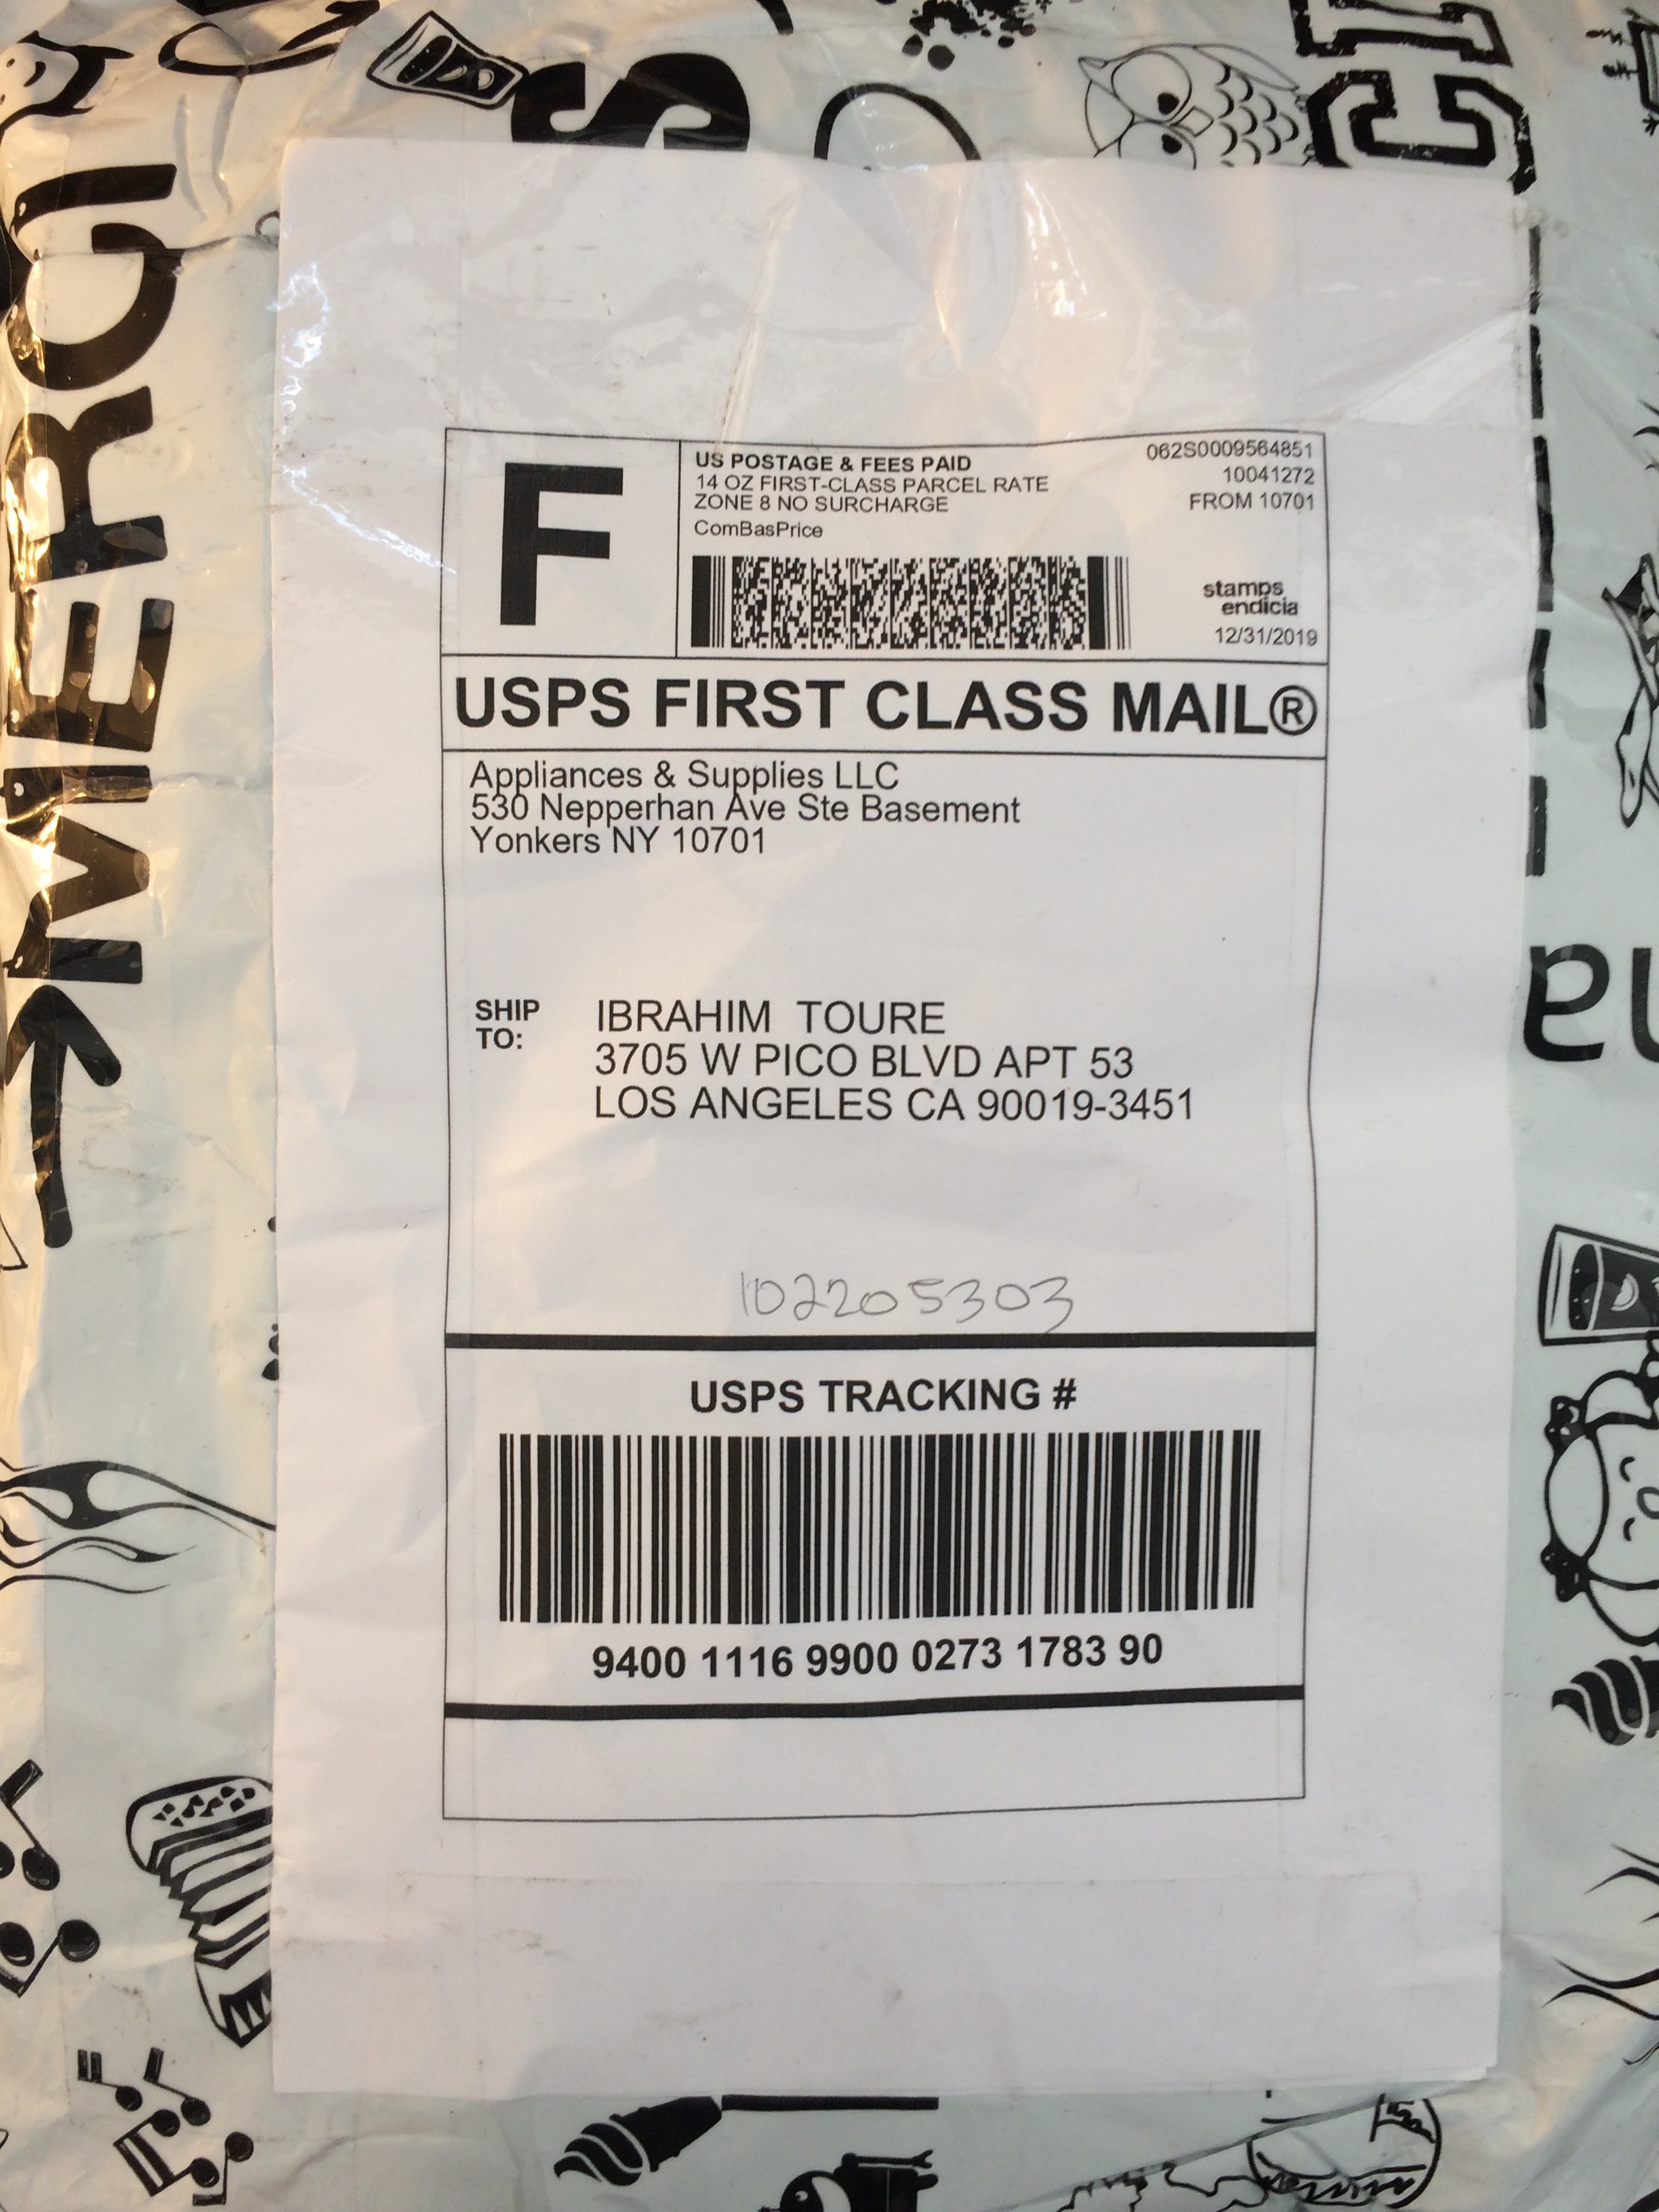 MERCI
S
F
US POSTAGE & FEES PAID
14 OZ FIRST-CLASS PARCEL RATE
ZONE 8 NO SURCHARGE
ComBasPrice
062S0009564851
10041272
FROM 10701
stamps
endicia
12/31/2019
USPS FIRST CLASS MAIL®
Appliances & Supplies LLC
530 Nepperhan Ave Ste Basement
Yonkers NY 10701
SHIP
TO:
IBRAHIM TOURE
3705 W PICO BLVD APT 53
LOS ANGELES CA 90019-3451
102205303
USPS TRACKING #
9400 1116 9900 0273 1783 90